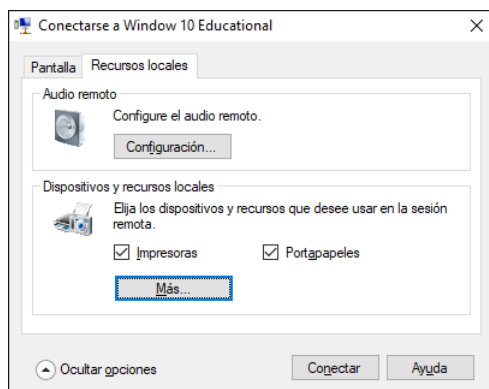 Conectarse a Window 10 Educational
Pantalla Recursos locales
Audio remoto
Configure el audio remoto.
Configuración...
Dispositivos y recursos locales
Elija los dispositivos y recursos que desee usar en la sesión
remota.
Impresoras Portapapeles
Más...
Ocultar opciones Conectar Ayuda